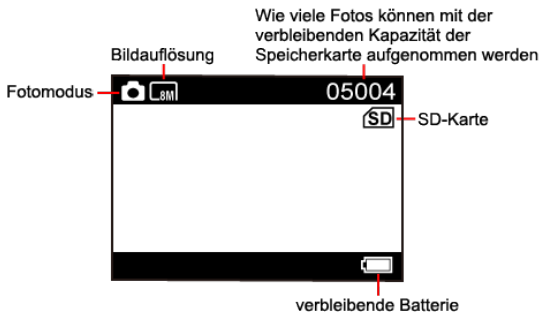 Wie viele Fotos können mit der
verbleibenden Kapazität der
Speicherkarte aufgenommen werden
Bildauflösung
Fotomodus
8M
05004
SD
SD-Karte
verbleibende Batterie